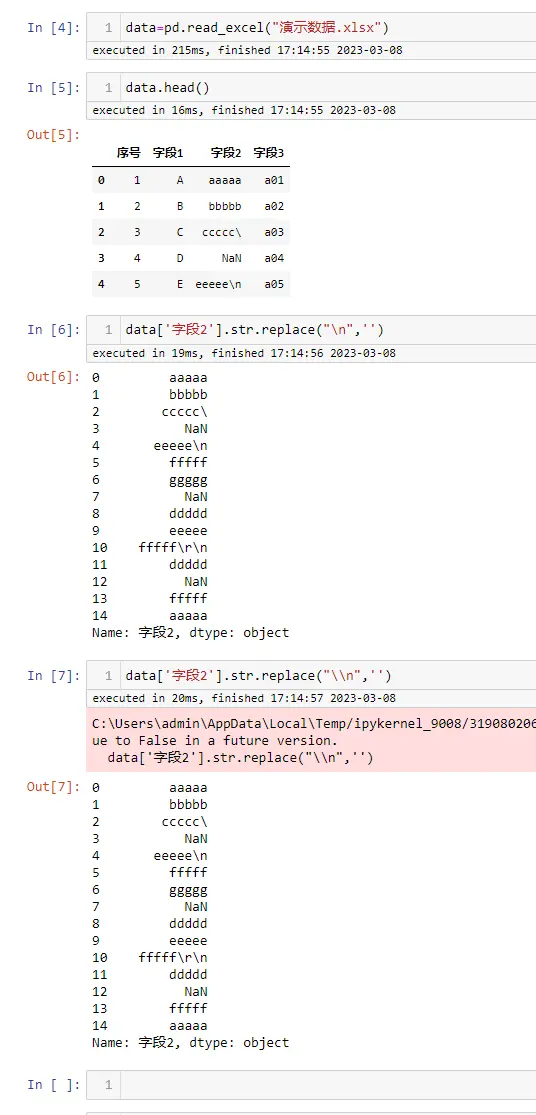 In [4]: 1 data=pd.read_excel("演示数据.xlsx")
executed in 215ms, finished 17:14:55 2023-03-08
In [5]: 1 data.head()
executed in 16ms, finished 17:14:55 2023-03-08
Out[5]:
序号 字段1 字段2 字段3
0 1 A aaaaa a01
1 2 B bbbbb a02
2 3 C ccccc\ a03
3 4 D NaN a04
4 5 E eeeee\n a05
In [6]: 1 data['字段2'].str.replace("\n",'')
executed in 19ms, finished 17:14:56 2023-03-08
Out[6]: 0 aaaaa
1 bbbbb
2 ccccc\
3 NaN
4 eeeee\n
5 fffff
6 ggggg
7 NaN
8 ddddd
9 eeeee
10 fffff\r\n
11 ddddd
12 NaN
13 fffff
14 aaaaa
Name: 字段2, dtype: object
In [7]: 1 data['字段2'].str.replace("\\n",'')
executed in 20ms, finished 17:14:57 2023-03-08
C:\Users\admin\AppData\Local\Temp/ipykernel_9008/319080206
ue to False in a future version.
data['字段2'].str.replace("\\n",'')
Out[7]: 0 aaaaa
1 bbbbb
2 ccccc\
3 NaN
4 eeeee\n
5 fffff
6 ggggg
7 NaN
8 ddddd
9 eeeee
10 fffff\r\n
11 ddddd
12 NaN
13 fffff
14 aaaaa
Name: 字段2, dtype: object
In [ ]: 1